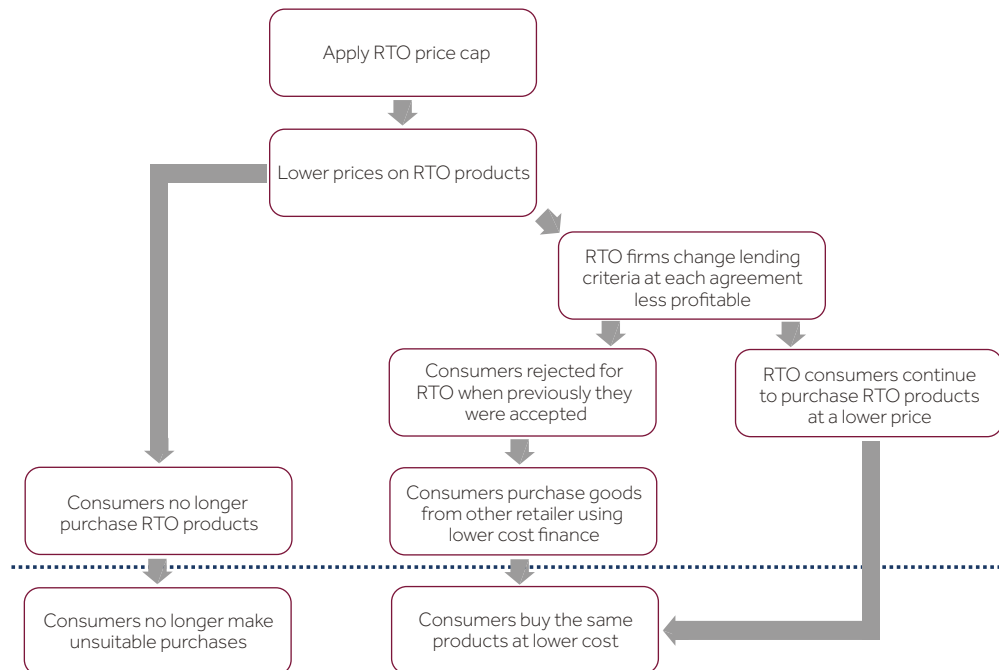 Apply RTO price cap
Lower prices on RTO products
RTO firms change lending
criteria at each agreement
less profitable
Consumers rejected for
RTO when previously they
were accepted
RTO consumers continue
to purchase RTO products
at a lower price
Consumers no longer
purchase RTO products
Consumers purchase goods
from other retailer using
lower cost finance
Consumers no longer make
unsuitable purchases
Consumers buy the same
products at lower cost